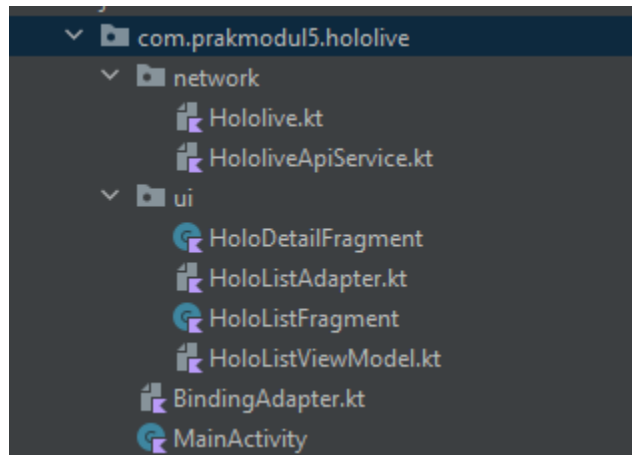 com.prakmodul5.hololive
network
Hololive.kt
HololiveApiService.kt
ui
HoloDetailFragment
HoloListAdapter.kt
HoloListFragment
HoloListViewModel.kt
BindingAdapter.kt
MainActivity